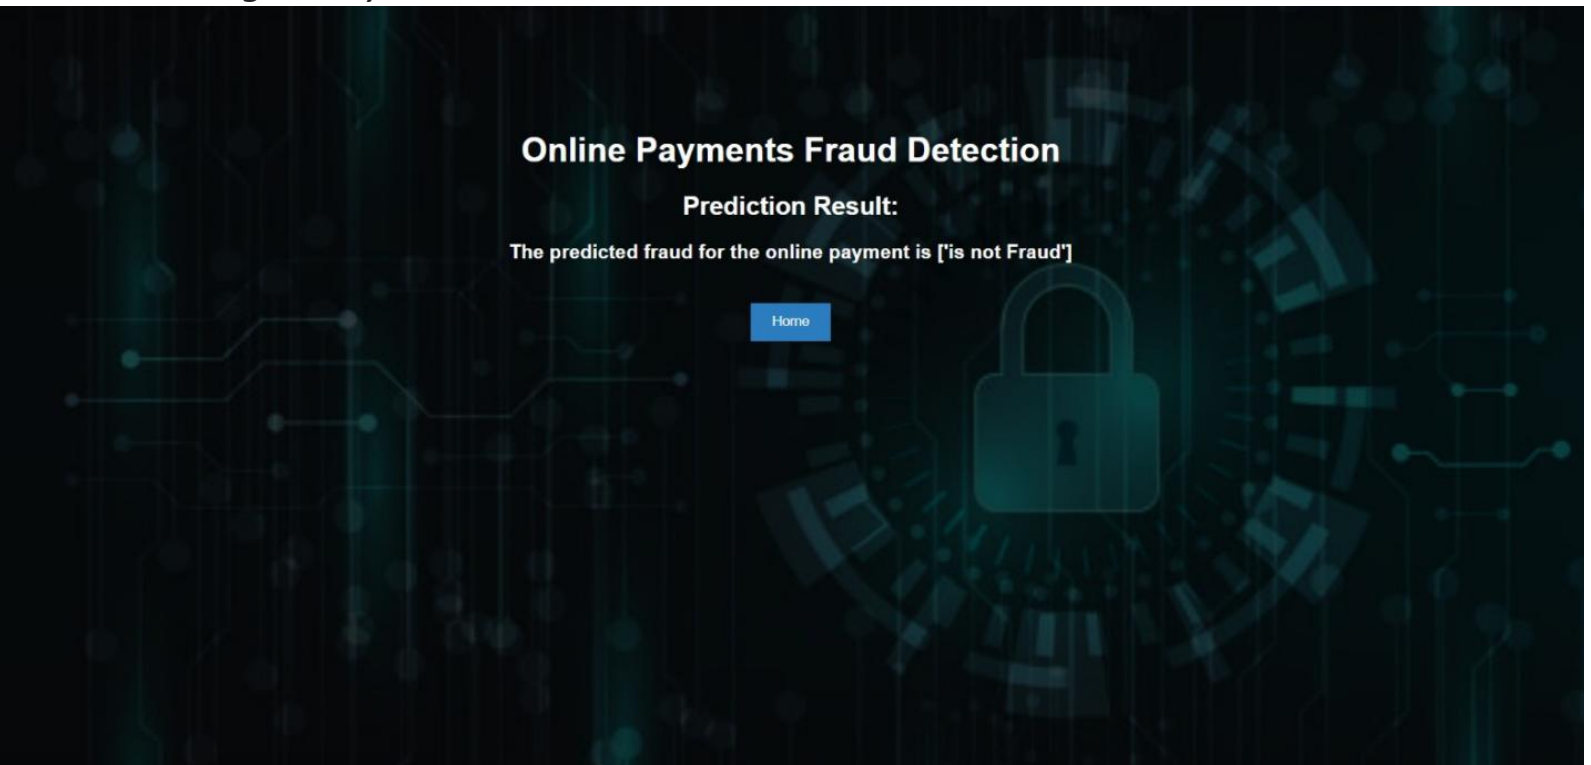 Online Payments Fraud Detection
Prediction Result:
The predicted fraud for the online payment is ['is not Fraud']
Home